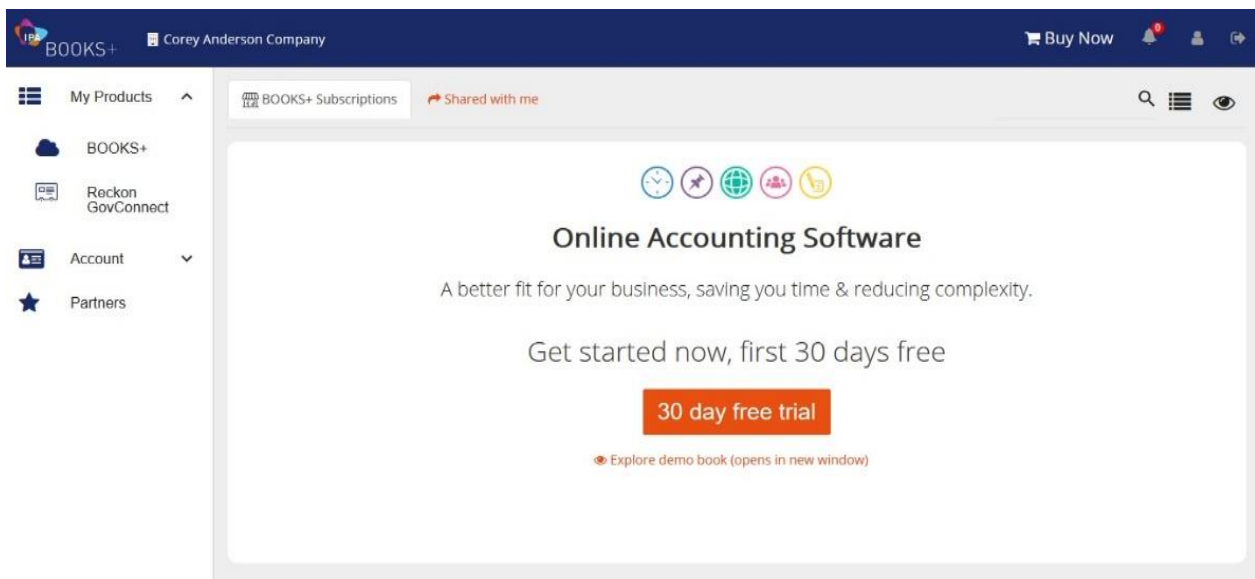 IPA BOOKS+
Corey Anderson Company
Buy Now
0
My Products
BOOKS+ Subscriptions
Shared with me
BOOKS+
Reckon
GovConnect
Account
Partners
Online Accounting Software
A better fit for your business, saving you time & reducing complexity.
Get started now, first 30 days free
30 day free trial
Explore demo book (opens in new window)